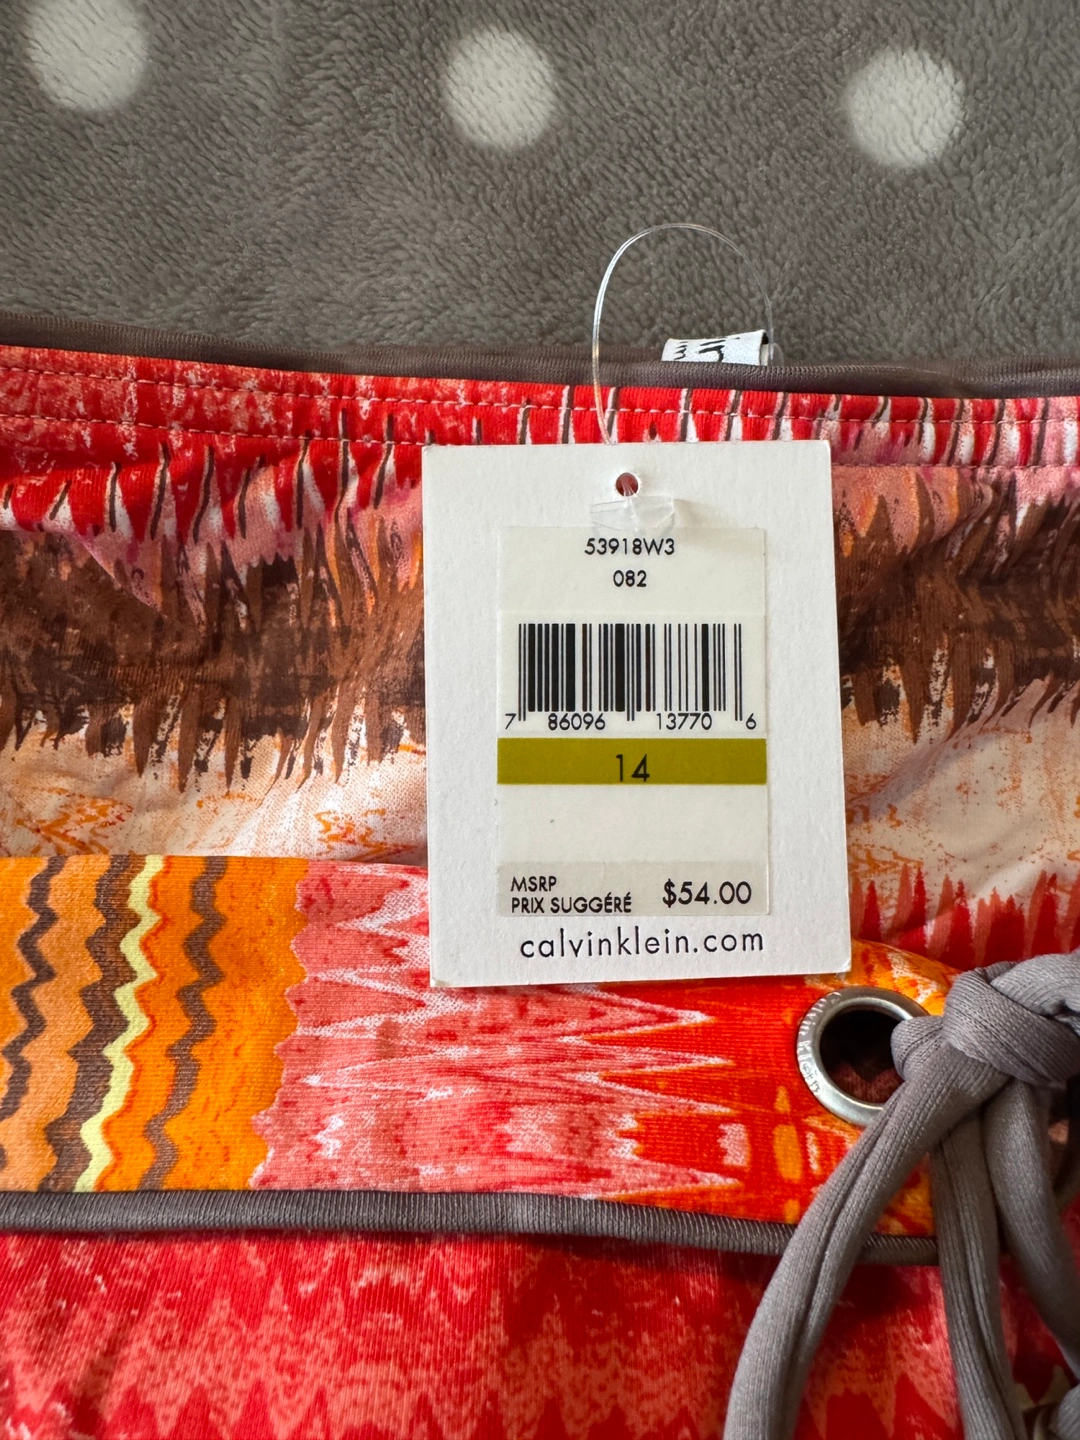 53918W3
082
7 86096 13770 6
14
MSRP
PRIX SUGGÉRÉ $54.00
calvinklein.com